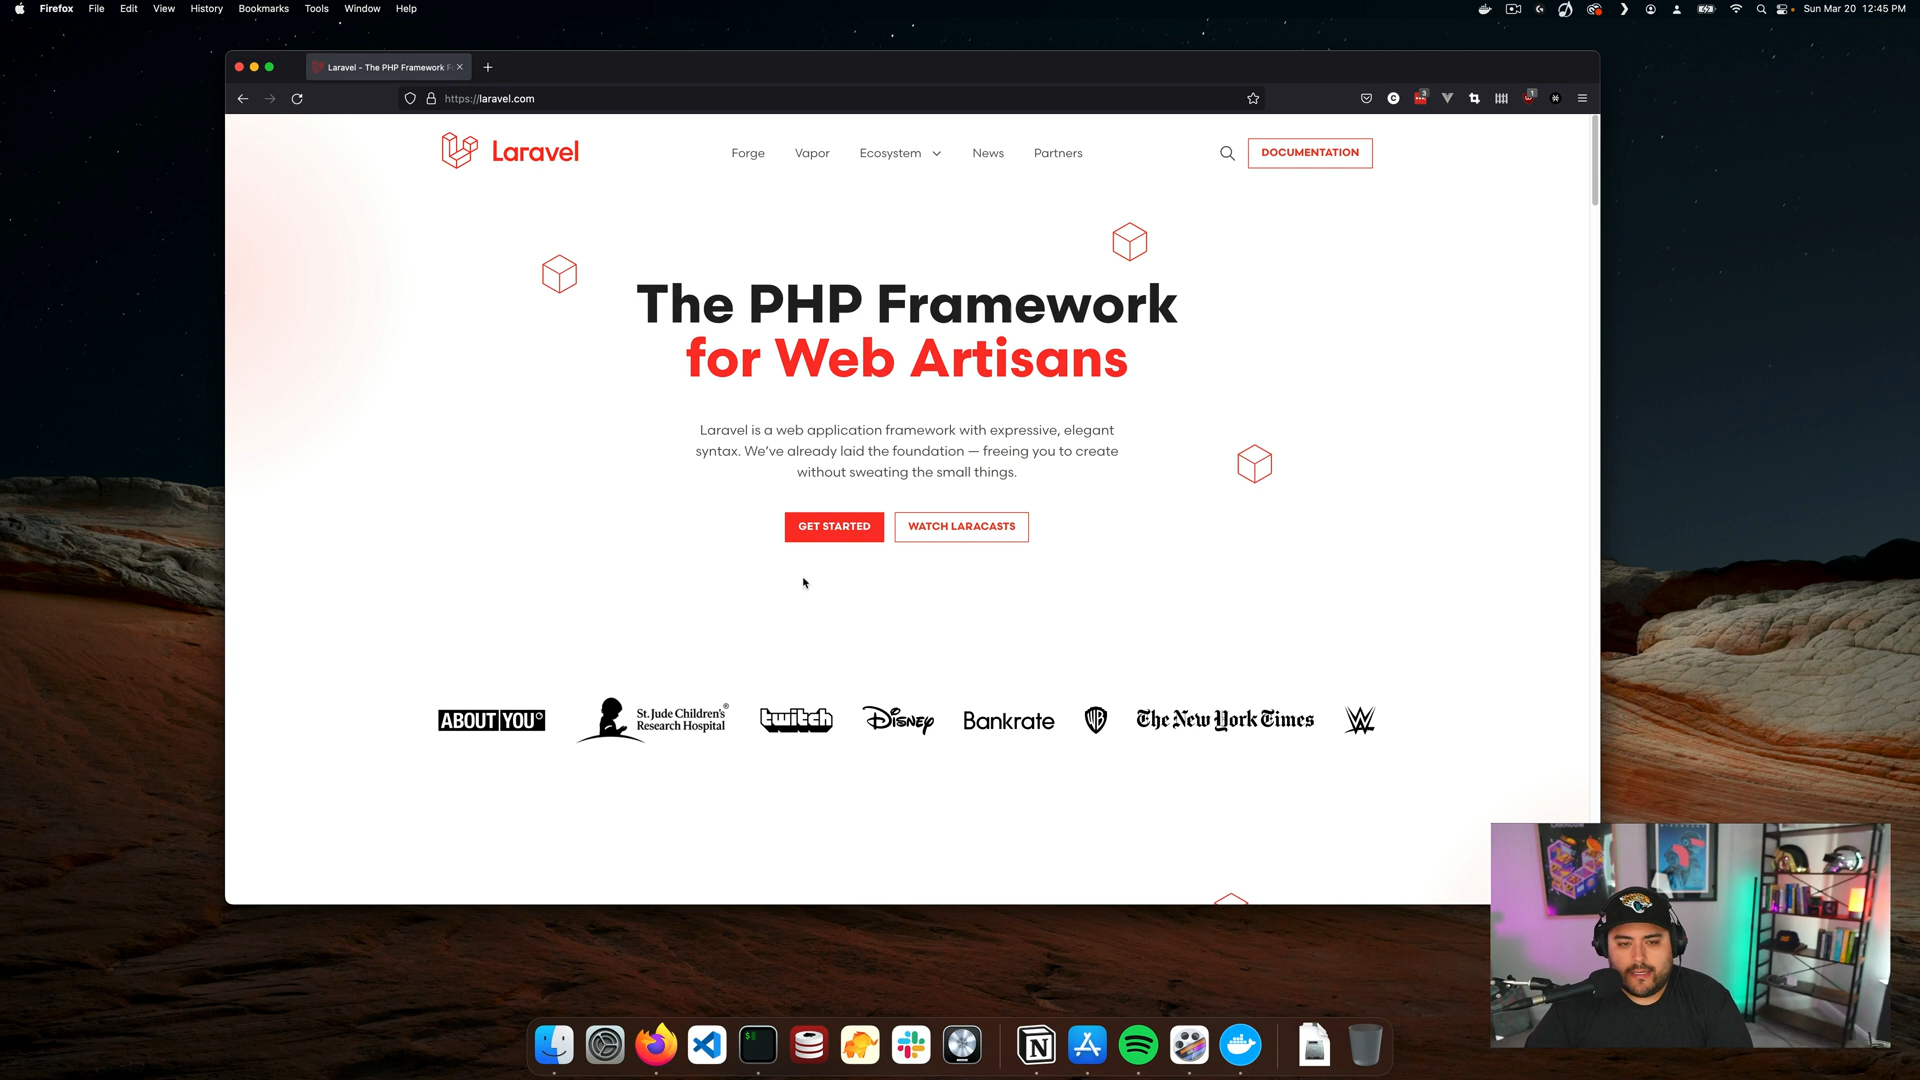 Firefox File Edit View History Bookmarks Tools Window Help
Sun Mar 20 12:45 PM
Laravel - The PHP Framework F
https://laravel.com
3
1
Laravel
Forge
Vapor
Ecosystem
News
Partners
DOCUMENTATION
The PHP Framework
for Web Artisans
Laravel is a web application framework with expressive, elegant
syntax. We've already laid the foundation — freeing you to create
without sweating the small things.
GET STARTED
WATCH LARACASTS
ABOUT YOU°
St. Jude Children's®
Research Hospital
twitch
Disney
Bankrate
WB
The New York Times
W